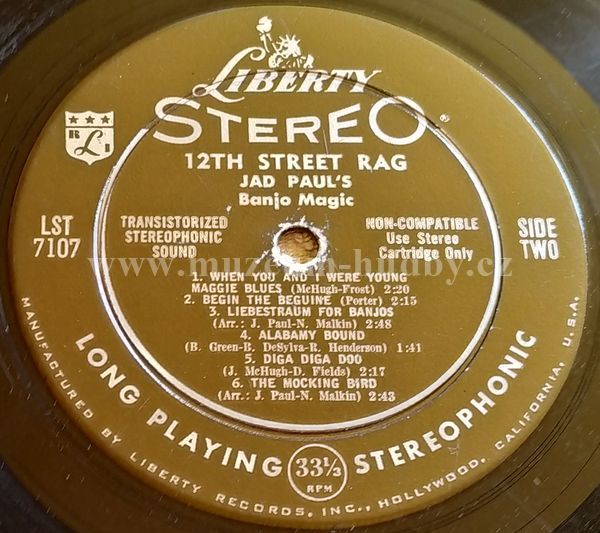 LIBERTY
STEREO®
12TH STREET RAG
JAD PAUL'S
Banjo Magic
LST
7107
TRANSISTORIZED
STEREOPHONIC
SOUND
NON-COMPATIBLE
Use Stereo
Cartridge Only
SIDE
TWO
1. WHEN YOU AND I WERE YOUNG
MAGGIE BLUES (McHugh-Frost) 2:20
2. BEGIN THE BEGUINE (Porter) 2:15
3. LIEBESTRAUM FOR BANJOS
(Arr.: J. Paul-N. Malkin) 2:48
4. ALABAMY BOUND
(B. Green-B. DeSylva-R. Henderson) 1:41
5. DIGA DIGA DOO
(J. McHugh-D. Fields) 2:17
6. THE MOCKING BIRD
(Arr.: J. Paul-N. Malkin) 2:43
LONG PLAYING 33⅓ RPM STEREOPHONIC
MANUFACTURED BY LIBERTY RECORDS, INC., HOLLYWOOD, CALIFORNIA, U.S.A.
www.muzeum-hudby.cz